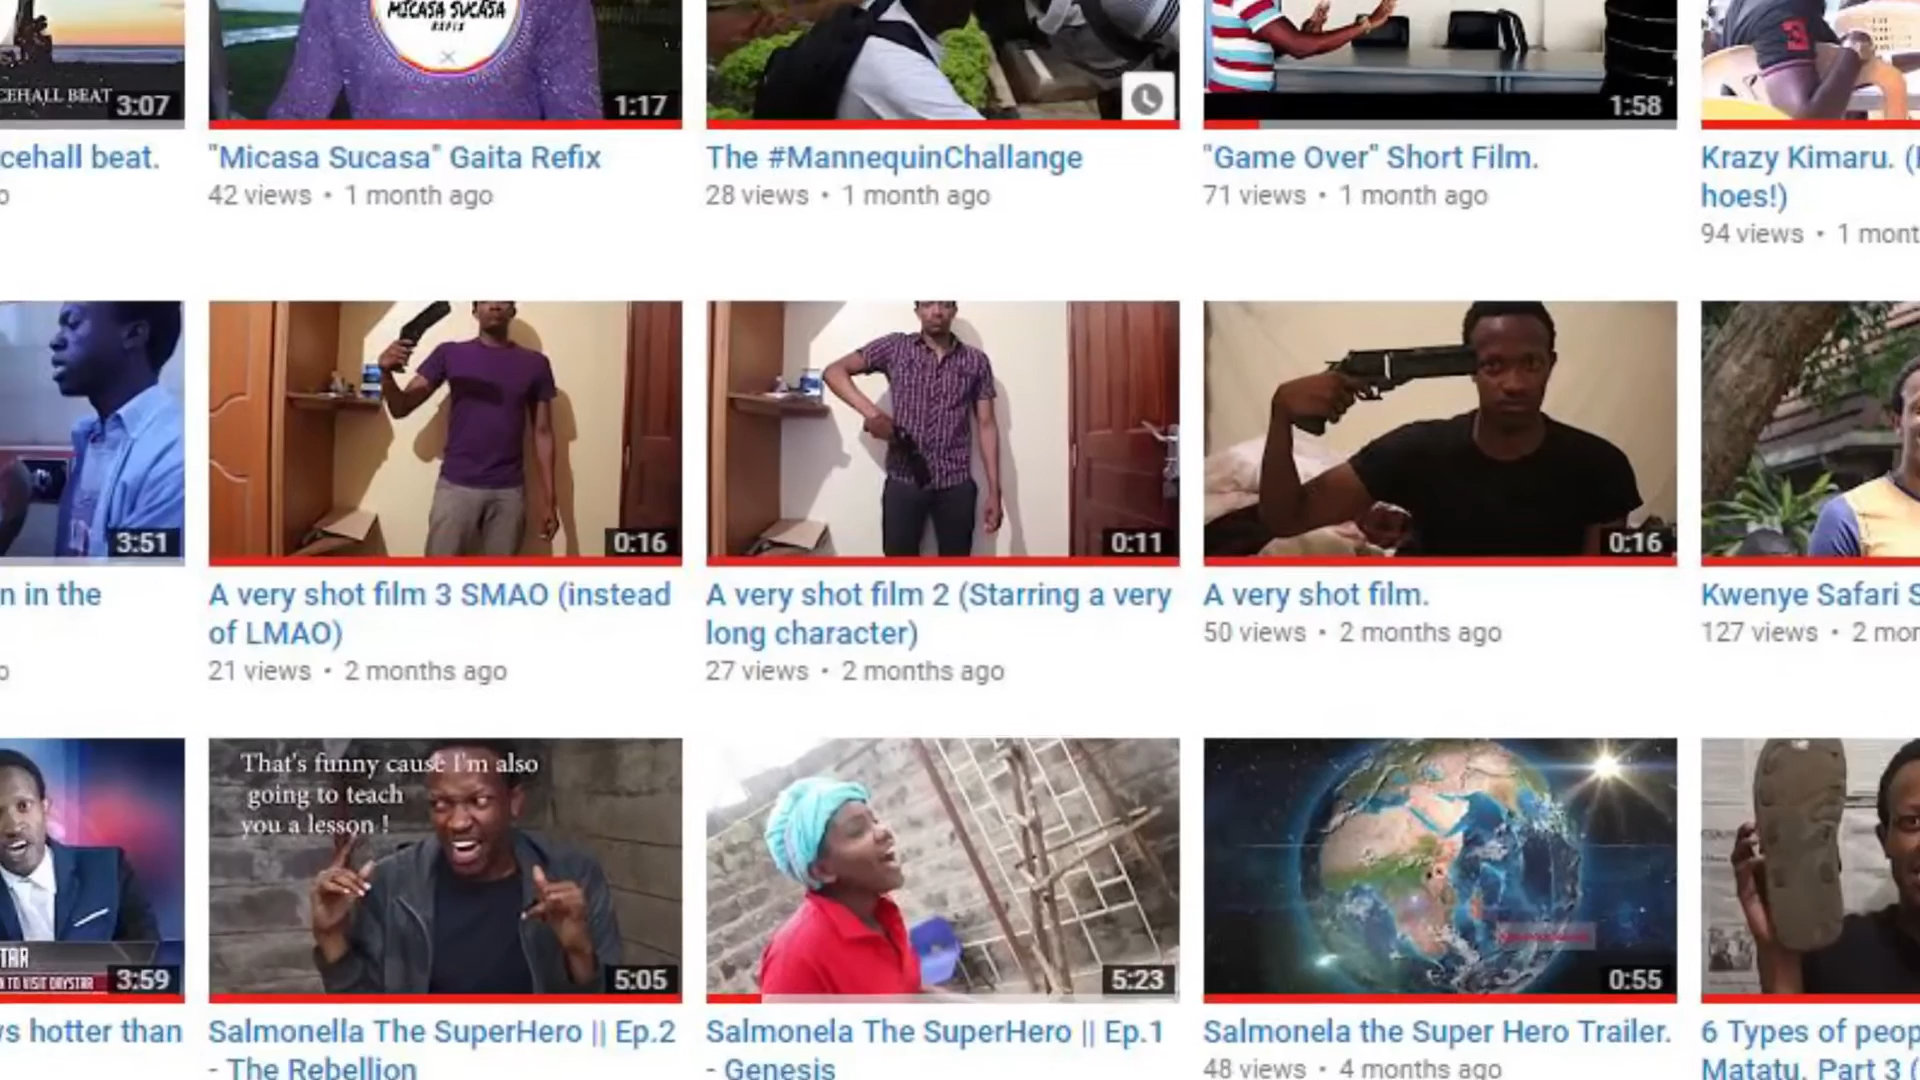 MICASA SUCASA
REFIX
CEHALL BEAT
3:07
1:17
1:58
cehall beat.
"Micasa Sucasa" Gaita Refix
42 views • 1 month ago
The #MannequinChallange
28 views • 1 month ago
"Game Over" Short Film.
71 views • 1 month ago
Krazy Kimaru. (
hoes!)
94 views • 1 mont
3:51
0:16
0:11
0:16
n in the
A very shot film 3 SMAO (instead
of LMAO)
21 views • 2 months ago
A very shot film 2 (Starring a very
long character)
27 views • 2 months ago
A very shot film.
50 views • 2 months ago
Kwenye Safari S
127 views • 2 mon
That's funny cause I'm also
going to teach
you a lesson !
TAR
N TO VISIT DAYSTAR
3:59
5:05
5:23
0:55
ys hotter than
Salmonella The SuperHero || Ep.2
- The Rebellion
Salmonela The SuperHero || Ep.1
- Genesis
Salmonela the Super Hero Trailer.
48 views • 4 months ago
6 Types of peop
Matatu. Part 3 (